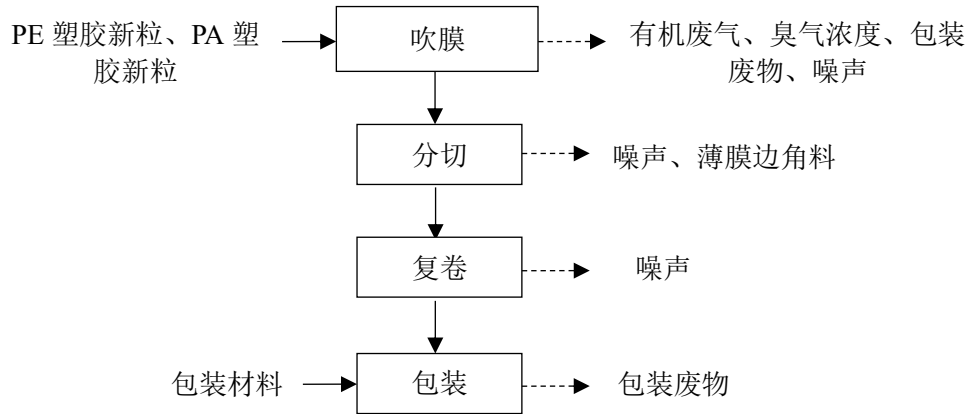 PE 塑胶新粒、PA 塑
胶新粒
吹膜
有机废气、臭气浓度、包装
废物、噪声
分切
噪声、薄膜边角料
复卷
噪声
包装材料
包装
包装废物